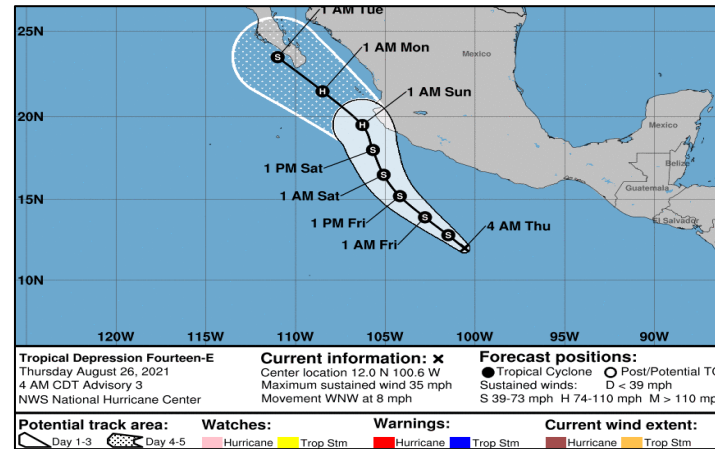 1 AM Tue
25N
1 AM Mon
Mexico
1 AM Sun
20N
Mexico
Belize
1 PM Sat
Guatemala
1 AM Sat
15N
El Salvador
1 PM Fri
4 AM Thu
1 AM Fri
S
H
H
S
S
S
S
S
10N
120W 115W 110W 105W 100W 95W 90W
Tropical Depression Fourteen-E
Thursday August 26, 2021
4 AM CDT Advisory 3
NWS National Hurricane Center
Current information: ×
Center location 12.0 N 100.6 W
Maximum sustained wind 35 mph
Movement WNW at 8 mph
Forecast positions:
Tropical Cyclone Post/Potential TC
Sustained winds: D < 39 mph
S 39-73 mph H 74-110 mph M > 110 mph
Potential track area:
Day 1-3 Day 4-5
Watches:
Hurricane Trop Stm
Warnings:
Hurricane Trop Stm
Current wind extent:
Hurricane Trop Stm